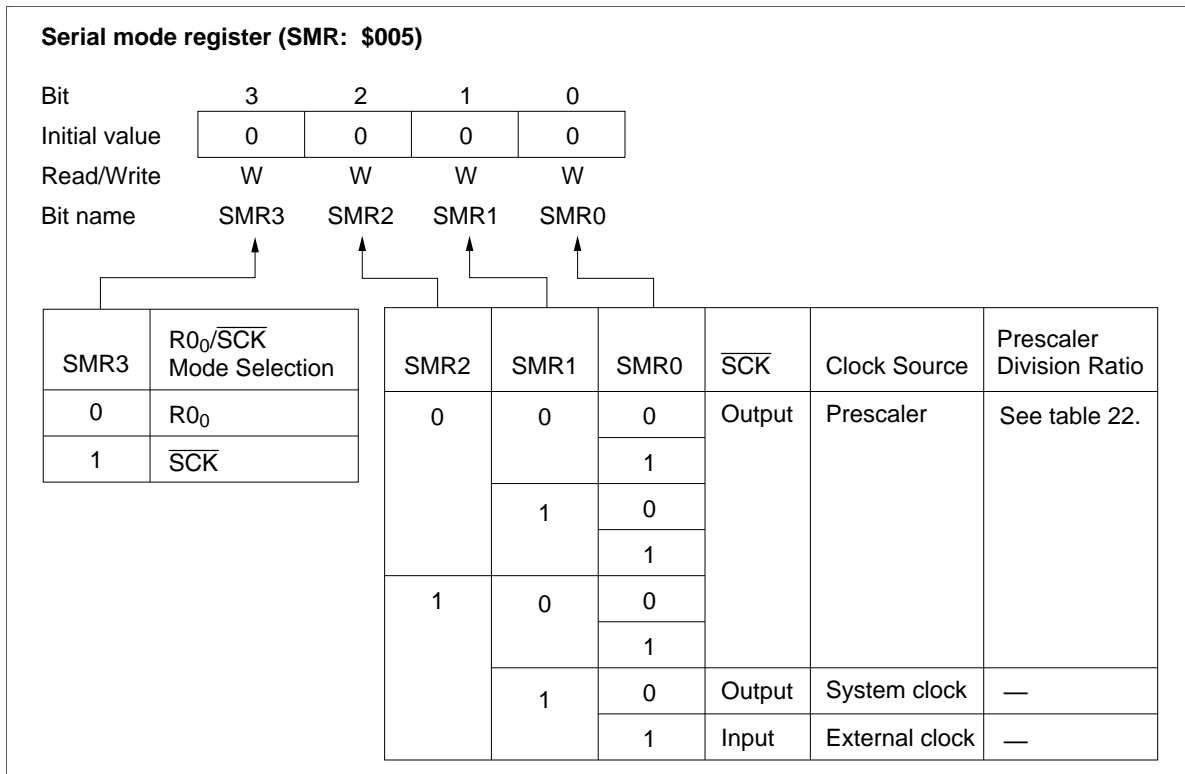 Serial mode register (SMR: $005)
Bit 3 2 1 0
Initial value 0 0 0 0
Read/Write W W W W
Bit name SMR3 SMR2 SMR1 SMR0
SMR3 R0₀/S̅C̅K̅ Mode Selection
0 R0₀
1 S̅C̅K̅
SMR2 SMR1 SMR0 S̅C̅K̅ Clock Source Prescaler Division Ratio
0 0 0 Output Prescaler See table 22.
1
1 0
1
1 0 0
1
1 0 Output System clock —
1 Input External clock —